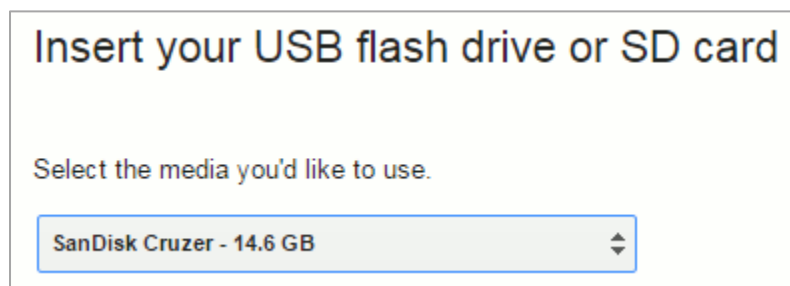 Insert your USB flash drive or SD card
Select the media you'd like to use.
SanDisk Cruzer - 14.6 GB